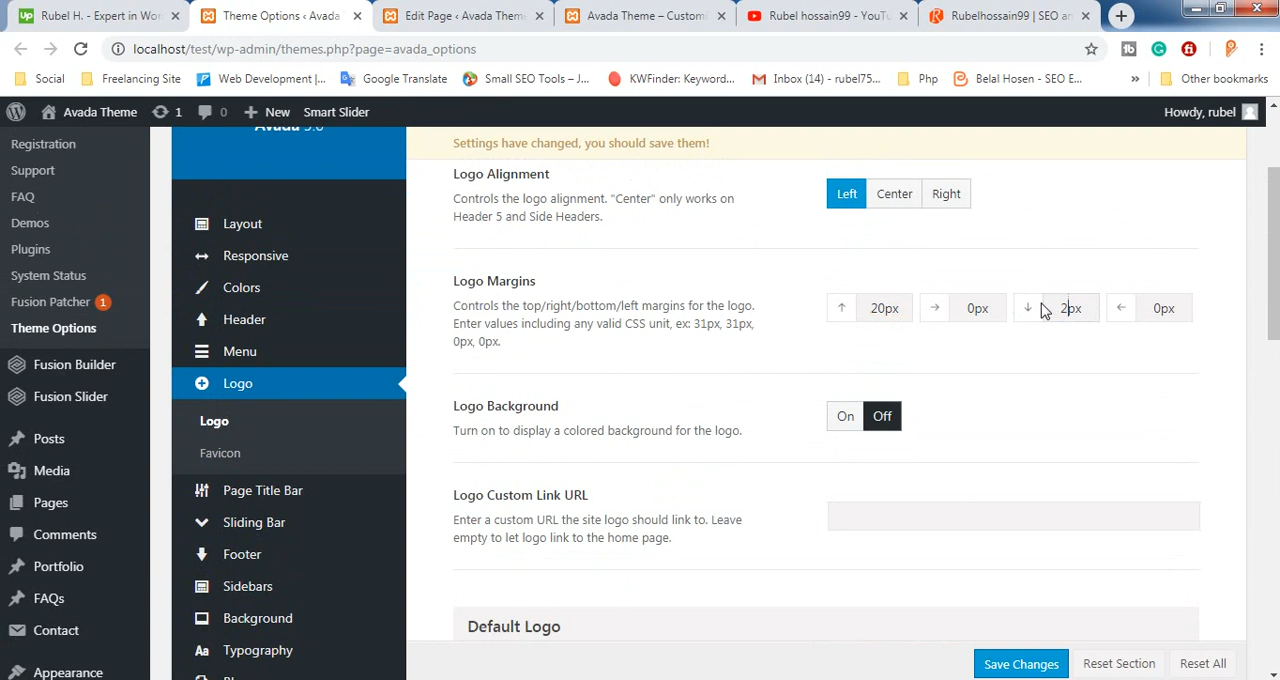 Rubel H. - Expert in Wor
Theme Options ‹ Avada
Edit Page ‹ Avada Theme
Avada Theme – Customi
Rubel hossain99 - YouTu
Rubelhossain99 | SEO an
localhost/test/wp-admin/themes.php?page=avada_options
Social
Freelancing Site
Web Development |...
Google Translate
Small SEO Tools – J...
KWFinder: Keywor...
Inbox (14) - rubel75...
Php
Belal Hosen - SEO E...
»
Other bookmarks
Avada Theme
1
0
New
Smart Slider
Howdy, rubel
Registration
Support
FAQ
Demos
Plugins
System Status
Fusion Patcher 1
Theme Options
Fusion Builder
Fusion Slider
Posts
Media
Pages
Comments
Portfolio
FAQs
Contact
Appearance
Layout
Responsive
Colors
Header
Menu
Logo
Logo
Favicon
Page Title Bar
Sliding Bar
Footer
Sidebars
Background
Typography
Settings have changed, you should save them!
Logo Alignment
Controls the logo alignment. "Center" only works on
Header 5 and Side Headers.
Left Center Right
Logo Margins
Controls the top/right/bottom/left margins for the logo.
Enter values including any valid CSS unit, ex: 31px, 31px,
0px, 0px.
20px 0px 2px 0px
Logo Background
Turn on to display a colored background for the logo.
On Off
Logo Custom Link URL
Enter a custom URL the site logo should link to. Leave
empty to let logo link to the home page.
Default Logo
Save Changes Reset Section Reset All